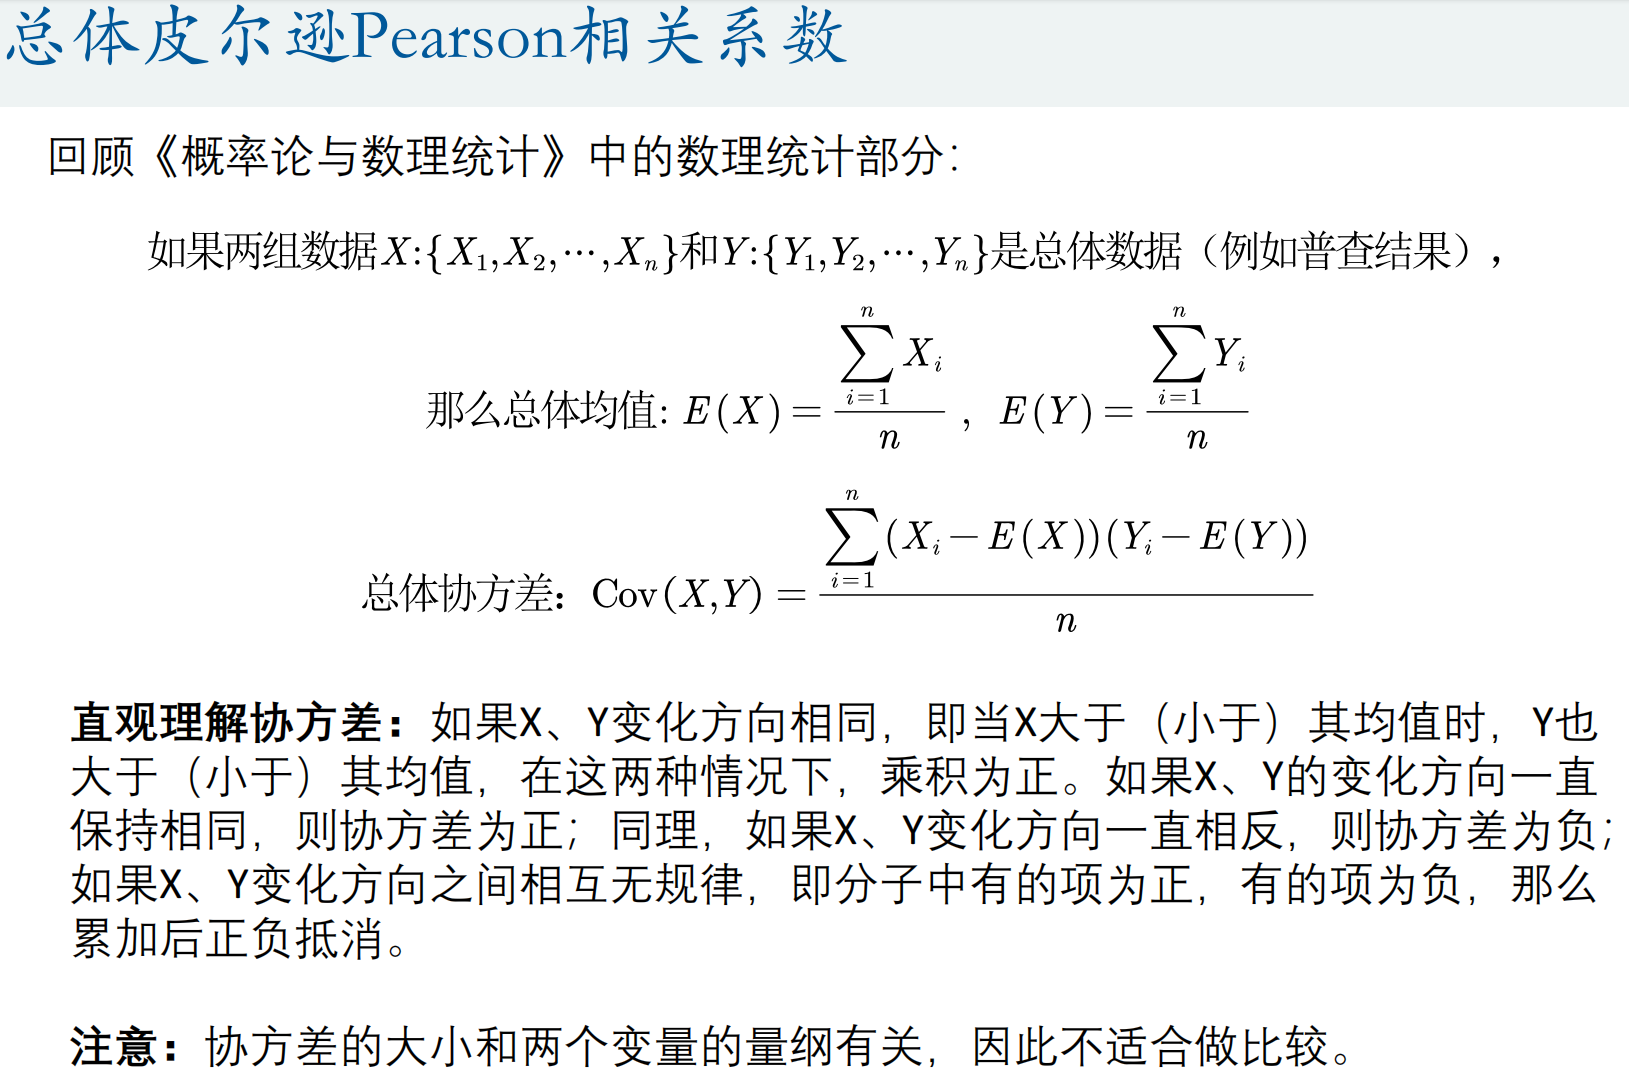 总体皮尔逊Pearson相关系数
回顾《概率论与数理统计》中的数理统计部分：
如果两组数据X:{X₁,X₂,⋯,Xₙ}和Y:{Y₁,Y₂,⋯,Yₙ}是总体数据（例如普查结果），
那么总体均值: E(X) = \frac{\sum_{i=1}^{n} X_i}{n} , E(Y) = \frac{\sum_{i=1}^{n} Y_i}{n}
总体协方差：Cov(X,Y) = \frac{\sum_{i=1}^{n} (X_i - E(X))(Y_i - E(Y))}{n}
直观理解协方差：如果X、Y变化方向相同，即当X大于（小于）其均值时，Y也
大于（小于）其均值，在这两种情况下，乘积为正。如果X、Y的变化方向一直
保持相同，则协方差为正；同理，如果X、Y变化方向一直相反，则协方差为负；
如果X、Y变化方向之间相互无规律，即分子中有的项为正，有的项为负，那么
累加后正负抵消。
注意：协方差的大小和两个变量的量纲有关，因此不适合做比较。